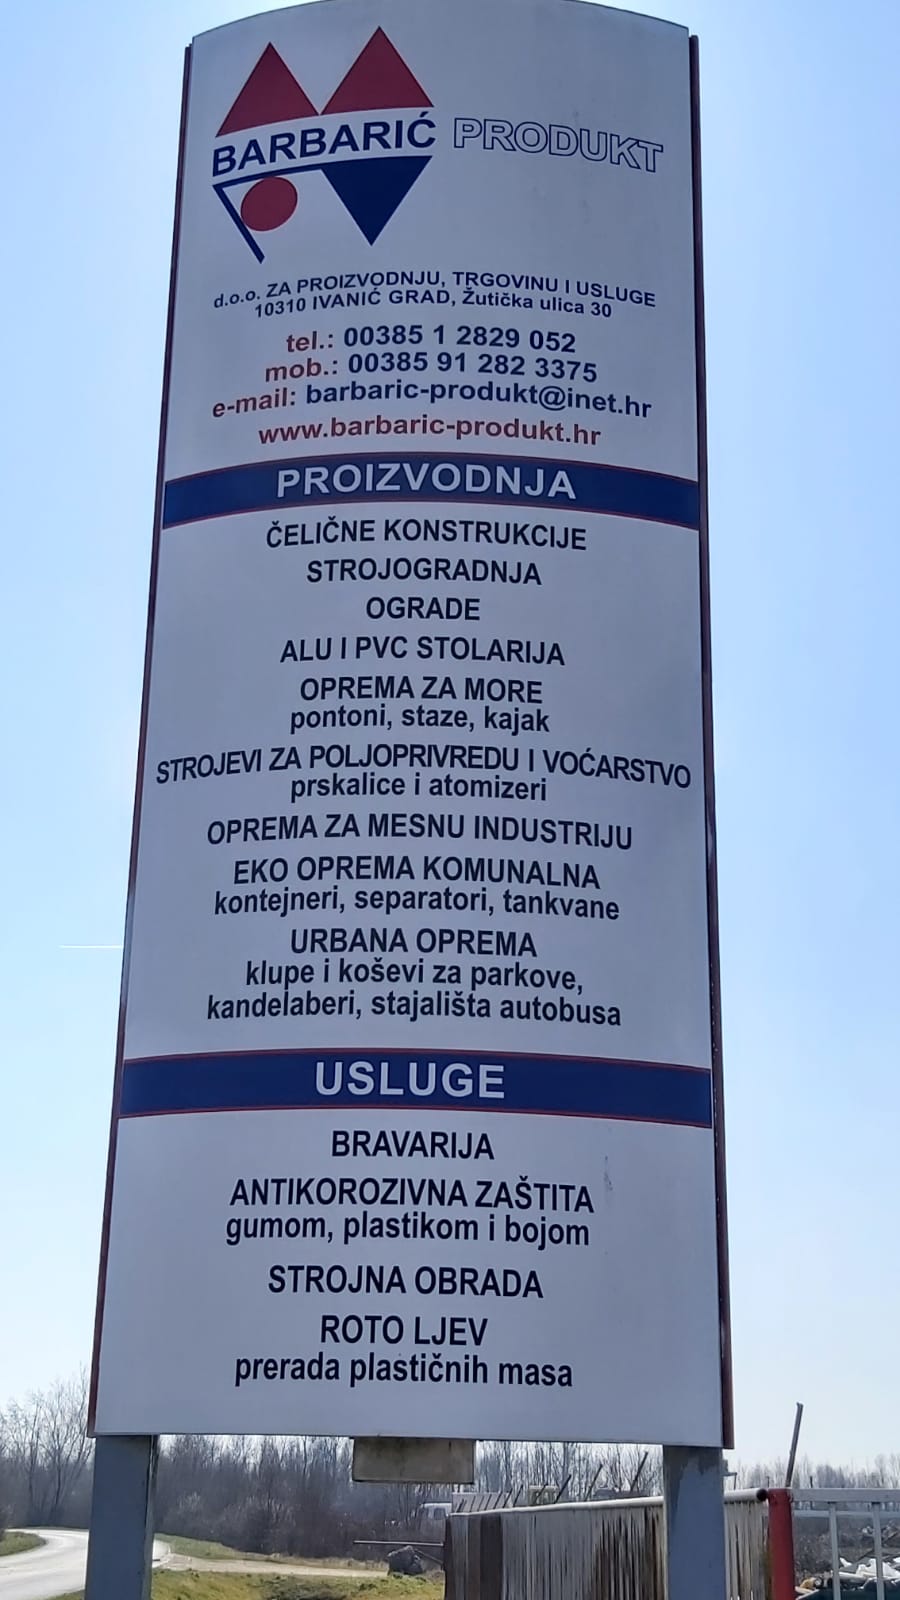 BARBARIĆ PRODUKT
d.o.o. ZA PROIZVODNJU, TRGOVINU I USLUGE
10310 IVANIĆ GRAD, Žutička ulica 30
tel.: 00385 1 2829 052
mob.: 00385 91 282 3375
e-mail: barbaric-produkt@inet.hr
www.barbaric-produkt.hr
PROIZVODNJA
ČELIČNE KONSTRUKCIJE
STROJOGRADNJA
OGRADE
ALU I PVC STOLARIJA
OPREMA ZA MORE
pontoni, staze, kajak
STROJEVI ZA POLJOPRIVREDU I VOĆARSTVO
prskalice i atomizeri
OPREMA ZA MESNU INDUSTRIJU
EKO OPREMA KOMUNALNA
kontejneri, separatori, tankvane
URBANA OPREMA
klupe i koševi za parkove,
kandelaberi, stajališta autobusa
USLUGE
BRAVARIJA
ANTIKOROZIVNA ZAŠTITA
gumom, plastikom i bojom
STROJNA OBRADA
ROTO LJEV
prerada plastičnih masa